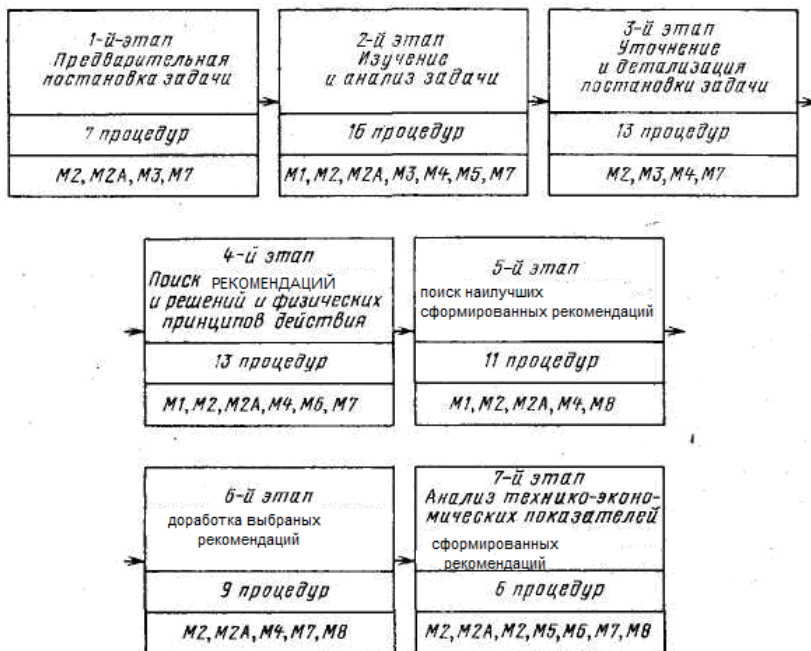 1-й-этап
Предварительная
постановка задачи
7 процедур
М2, М2А, М3, М7
2-й этап
Изучение
и анализ задачи
16 процедур
М1, М2, М2А, М3, М4, М5, М7
3-й этап
Уточнение
и детализация
постановки задачи
13 процедур
М2, М3, М4, М7
4-й этап
Поиск РЕКОМЕНДАЦИЙ
и решений и физических
принципов действия
13 процедур
М1, М2, М2А, М4, М6, М7
5-й этап
поиск наилучших
сформированных рекомендаций
11 процедур
М1, М2, М2А, М4, М8
6-й этап
доработка выбраных
рекомендаций
9 процедур
М2, М2А, М4, М7, М8
7-й этап
Анализ технико-эконо-
мических показателей
сформированных
рекомендаций
6 процедур
М2, М2А, М2, М5, М6, М7, М8